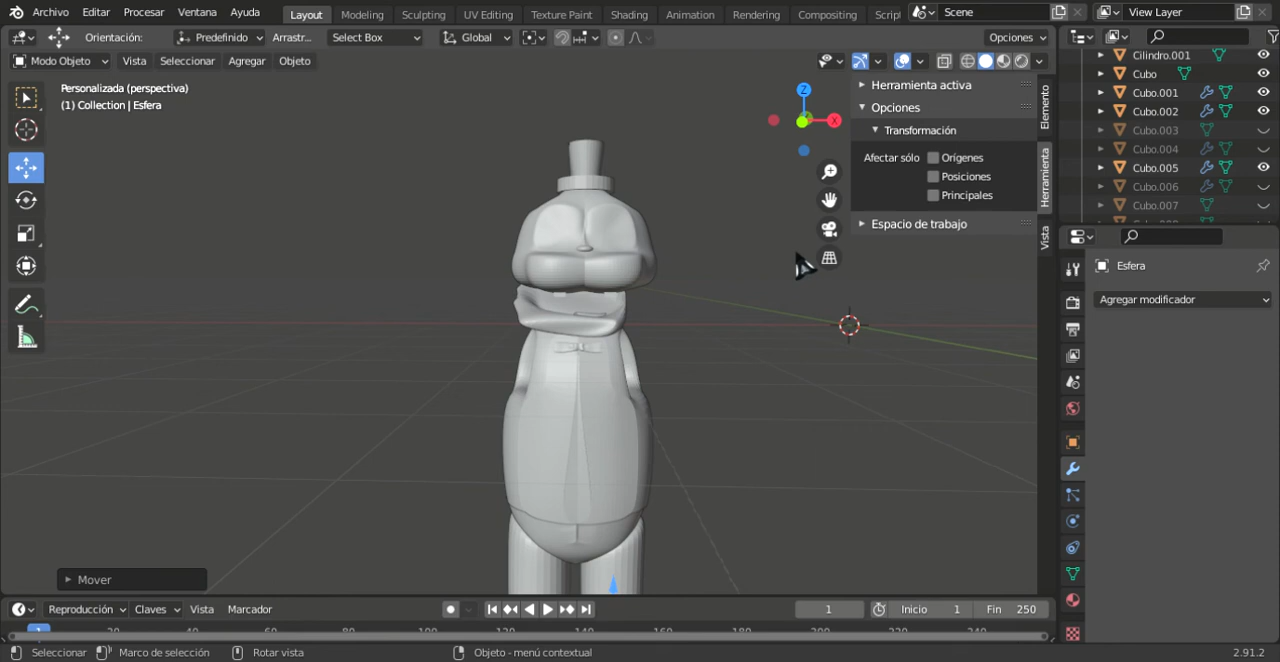 Archivo Editar Procesar Ventana Ayuda Layout Modeling Sculpting UV Editing Texture Paint Shading Animation Rendering Compositing Script Scene View Layer
Orientación: Predefinido Arrastr... Select Box Global Opciones
Modo Objeto Vista Seleccionar Agregar Objeto
Personalizada (perspectiva)
(1) Collection | Esfera
Z
X
Herramienta activa
Opciones
Transformación
Afectar sólo Orígenes
Posiciones
Principales
Espacio de trabajo
Elemento
Herramienta
Vista
Cilindro.001
Cubo
Cubo.001
Cubo.002
Cubo.003
Cubo.004
Cubo.005
Cubo.006
Cubo.007
Esfera
Agregar modificador
Mover
Reproducción Claves Vista Marcador 1 Inicio 1 Fin 250
1 20 80 100 120 140 160 180 200 220 240
Seleccionar Marco de selección Rotar vista Objeto - menú contextual 2.91.2